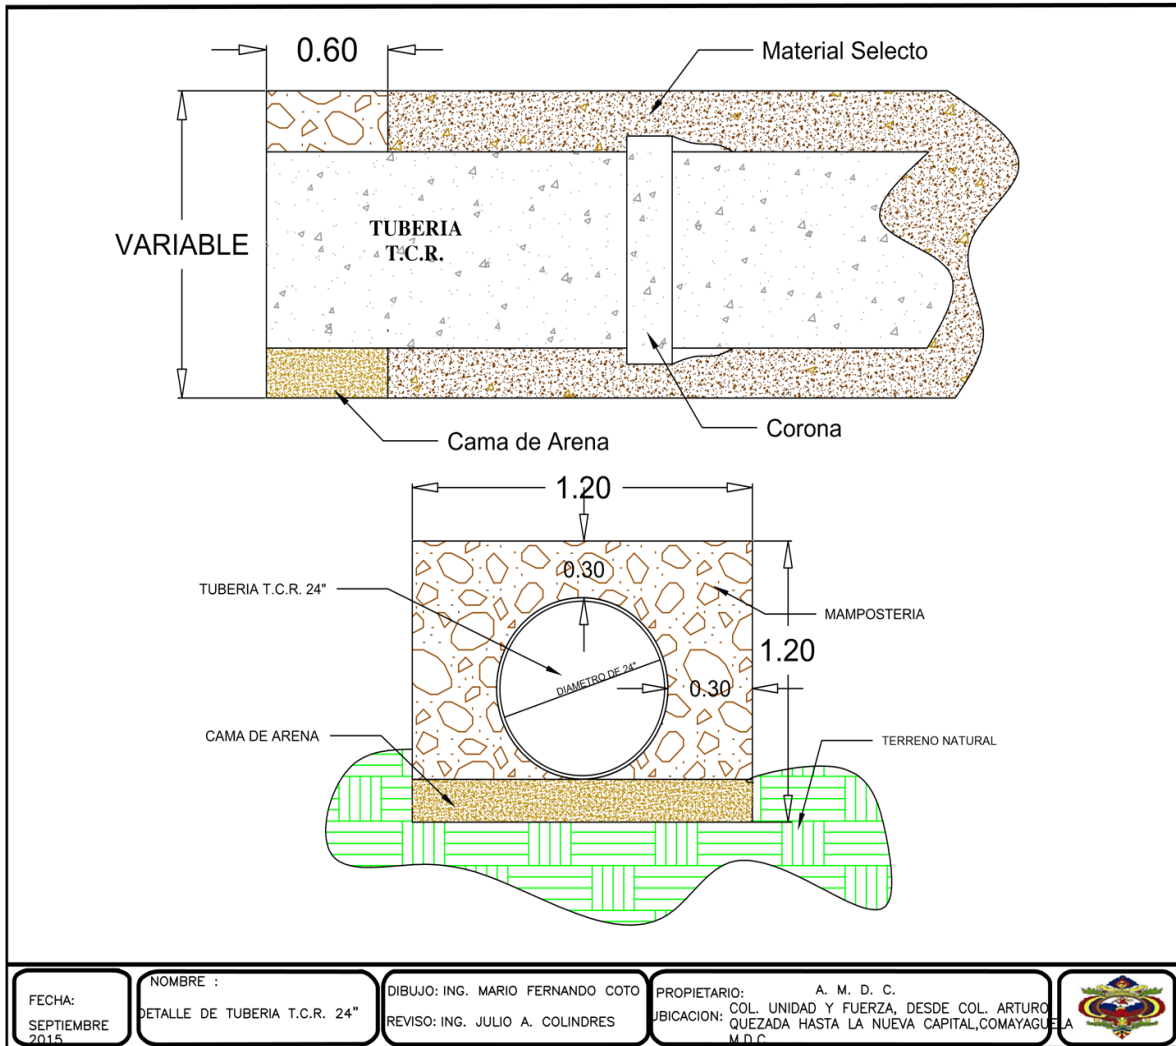 0.60
Material Selecto
VARIABLE
TUBERIA
T.C.R.
Cama de Arena
Corona
1.20
0.30
TUBERIA T.C.R. 24"
MAMPOSTERIA
1.20
DIAMETRO DE 24"
0.30
CAMA DE ARENA
TERRENO NATURAL
FECHA:
SEPTIEMBRE
2015
NOMBRE :
DETALLE DE TUBERIA T.C.R. 24"
DIBUJO: ING. MARIO FERNANDO COTO
REVISO: ING. JULIO A. COLINDRES
PROPIETARIO: A. M. D. C.
UBICACION: COL. UNIDAD Y FUERZA, DESDE COL. ARTURO
QUEZADA HASTA LA NUEVA CAPITAL,COMAYAGUELA
M.D.C.